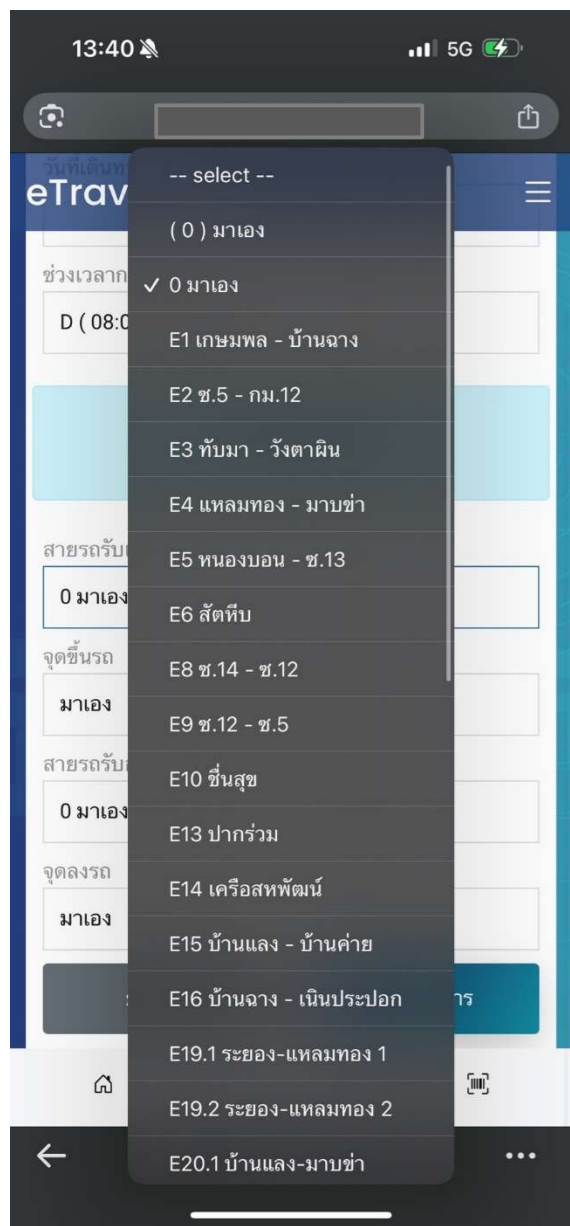 13:40
5G
วันที่เดินทา
eTrav
-- select --
( 0 ) มาเอง
ช่วงเวลาก
✓ 0 มาเอง
D ( 08:0
E1 เกษมพล - บ้านฉาง
E2 ซ.5 - กม.12
E3 ทับมา - วังตาผิน
E4 แหลมทอง - มาบข่า
สายรถรับเ
E5 หนองบอน - ซ.13
0 มาเอง
E6 สัตหีบ
จุดขึ้นรถ
E8 ซ.14 - ซ.12
มาเอง
E9 ซ.12 - ซ.5
สายรถรับ
E10 ชื่นสุข
0 มาเอง
E13 ปากร่วม
จุดลงรถ
E14 เครือสหพัฒน์
มาเอง
E15 บ้านแลง - บ้านค่าย
E16 บ้านฉาง - เนินประปอก
าร
E19.1 ระยอง-แหลมทอง 1
E19.2 ระยอง-แหลมทอง 2
E20.1 บ้านแลง-มาบข่า